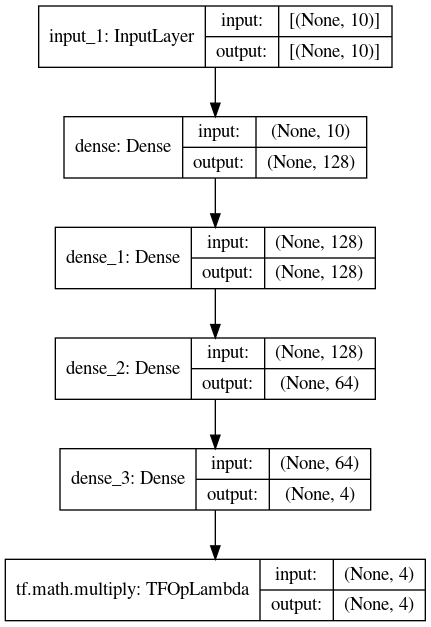 input_1: InputLayer
input: [(None, 10)]
output: [(None, 10)]
dense: Dense
input: (None, 10)
output: (None, 128)
dense_1: Dense
input: (None, 128)
output: (None, 128)
dense_2: Dense
input: (None, 128)
output: (None, 64)
dense_3: Dense
input: (None, 64)
output: (None, 4)
tf.math.multiply: TFOpLambda
input: (None, 4)
output: (None, 4)